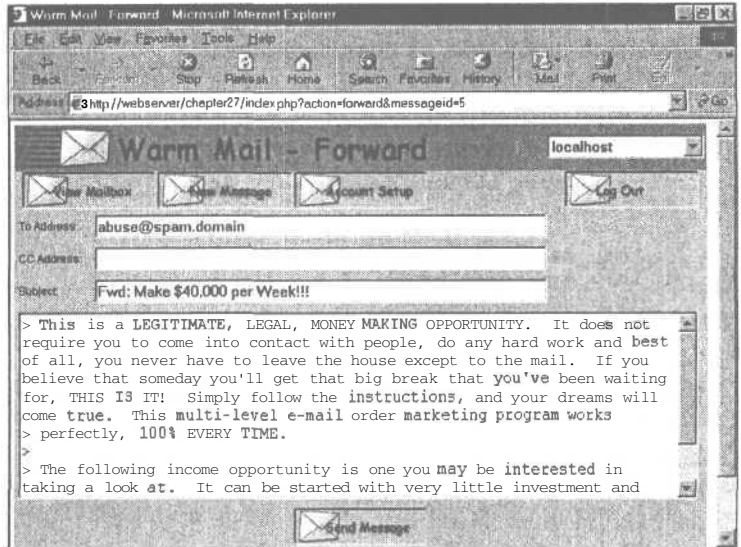 Worm Mail - Forward - Microsoft Internet Explorer
File Edit View Favorites Tools Help
Back Forward Stop Refresh Home Search Favorites History Mail Print Edit
Address 3http://webserver/chapter27/index.php?action=forward&messageid=5 Go
Warm Mail - Forward localhost
View Mailbox New Message Account Setup Log Out
To Address: abuse@spam.domain
CC Address:
Subject: Fwd: Make $40,000 per Week!!!
> This is a LEGITIMATE, LEGAL, MONEY MAKING OPPORTUNITY. It does not
require you to come into contact with people, do any hard work and best
of all, you never have to leave the house except to the mail. If you
believe that someday you'll get that big break that you've been waiting
for, THIS IS IT! Simply follow the instructions, and your dreams will
come true. This multi-level e-mail order marketing program works
> perfectly, 100% EVERY TIME.
>
> The following income opportunity is one you may be interested in
taking a look at. It can be started with very little investment and
Send Message